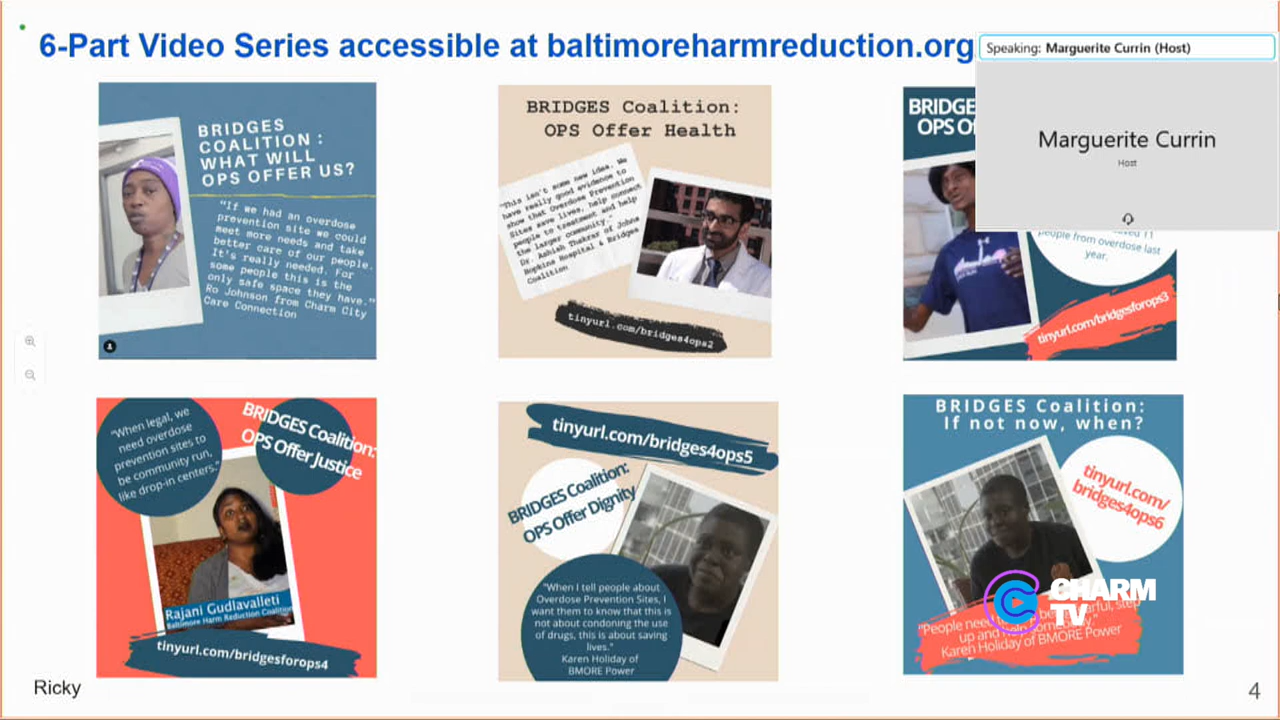 6-Part Video Series accessible at baltimoreharmreduction.org
Speaking: Marguerite Currin (Host)
Marguerite Currin
Host
BRIDGES
COALITION :
WHAT WILL
OPS OFFER US?
"If we had an overdose
prevention site we could
meet more needs and take
better care of our people.
It's really needed. For
some people this is the
only safe space they have."
Ro Johnson from Charm City
Care Connection
BRIDGES Coalition:
OPS Offer Health
"This isn't some new idea. We
have really good evidence to
show that Overdose Prevention
Sites save lives, help connect
people to treatment and help
the larger community."
Dr. Ashish Thakrar of Johns
Hopkins Hospital & Bridges
Coalition
tinyurl.com/bridges4ops2
BRIDGE
OPS Of
people from overdose last
year.
tinyurl.com/bridgesforops3
"When legal, we
need overdose
prevention sites to
be community run,
like drop-in centers."
BRIDGES Coalition:
OPS Offer Justice
Rajani Gudlavalleti
Baltimore Harm Reduction Coalition
tinyurl.com/bridgesforops4
tinyurl.com/bridges4ops5
BRIDGES Coalition:
OPS Offer Dignity
"When I tell people about
Overdose Prevention Sites, I
want them to know that this is
not about condoning the use
of drugs, this is about saving
lives."
Karen Holiday of
BMORE Power
BRIDGES Coalition:
If not now, when?
tinyurl.com/
bridges4ops6
CHARM
TV
"People need
step
up and
Karen Holiday of BMORE Power
Ricky
4